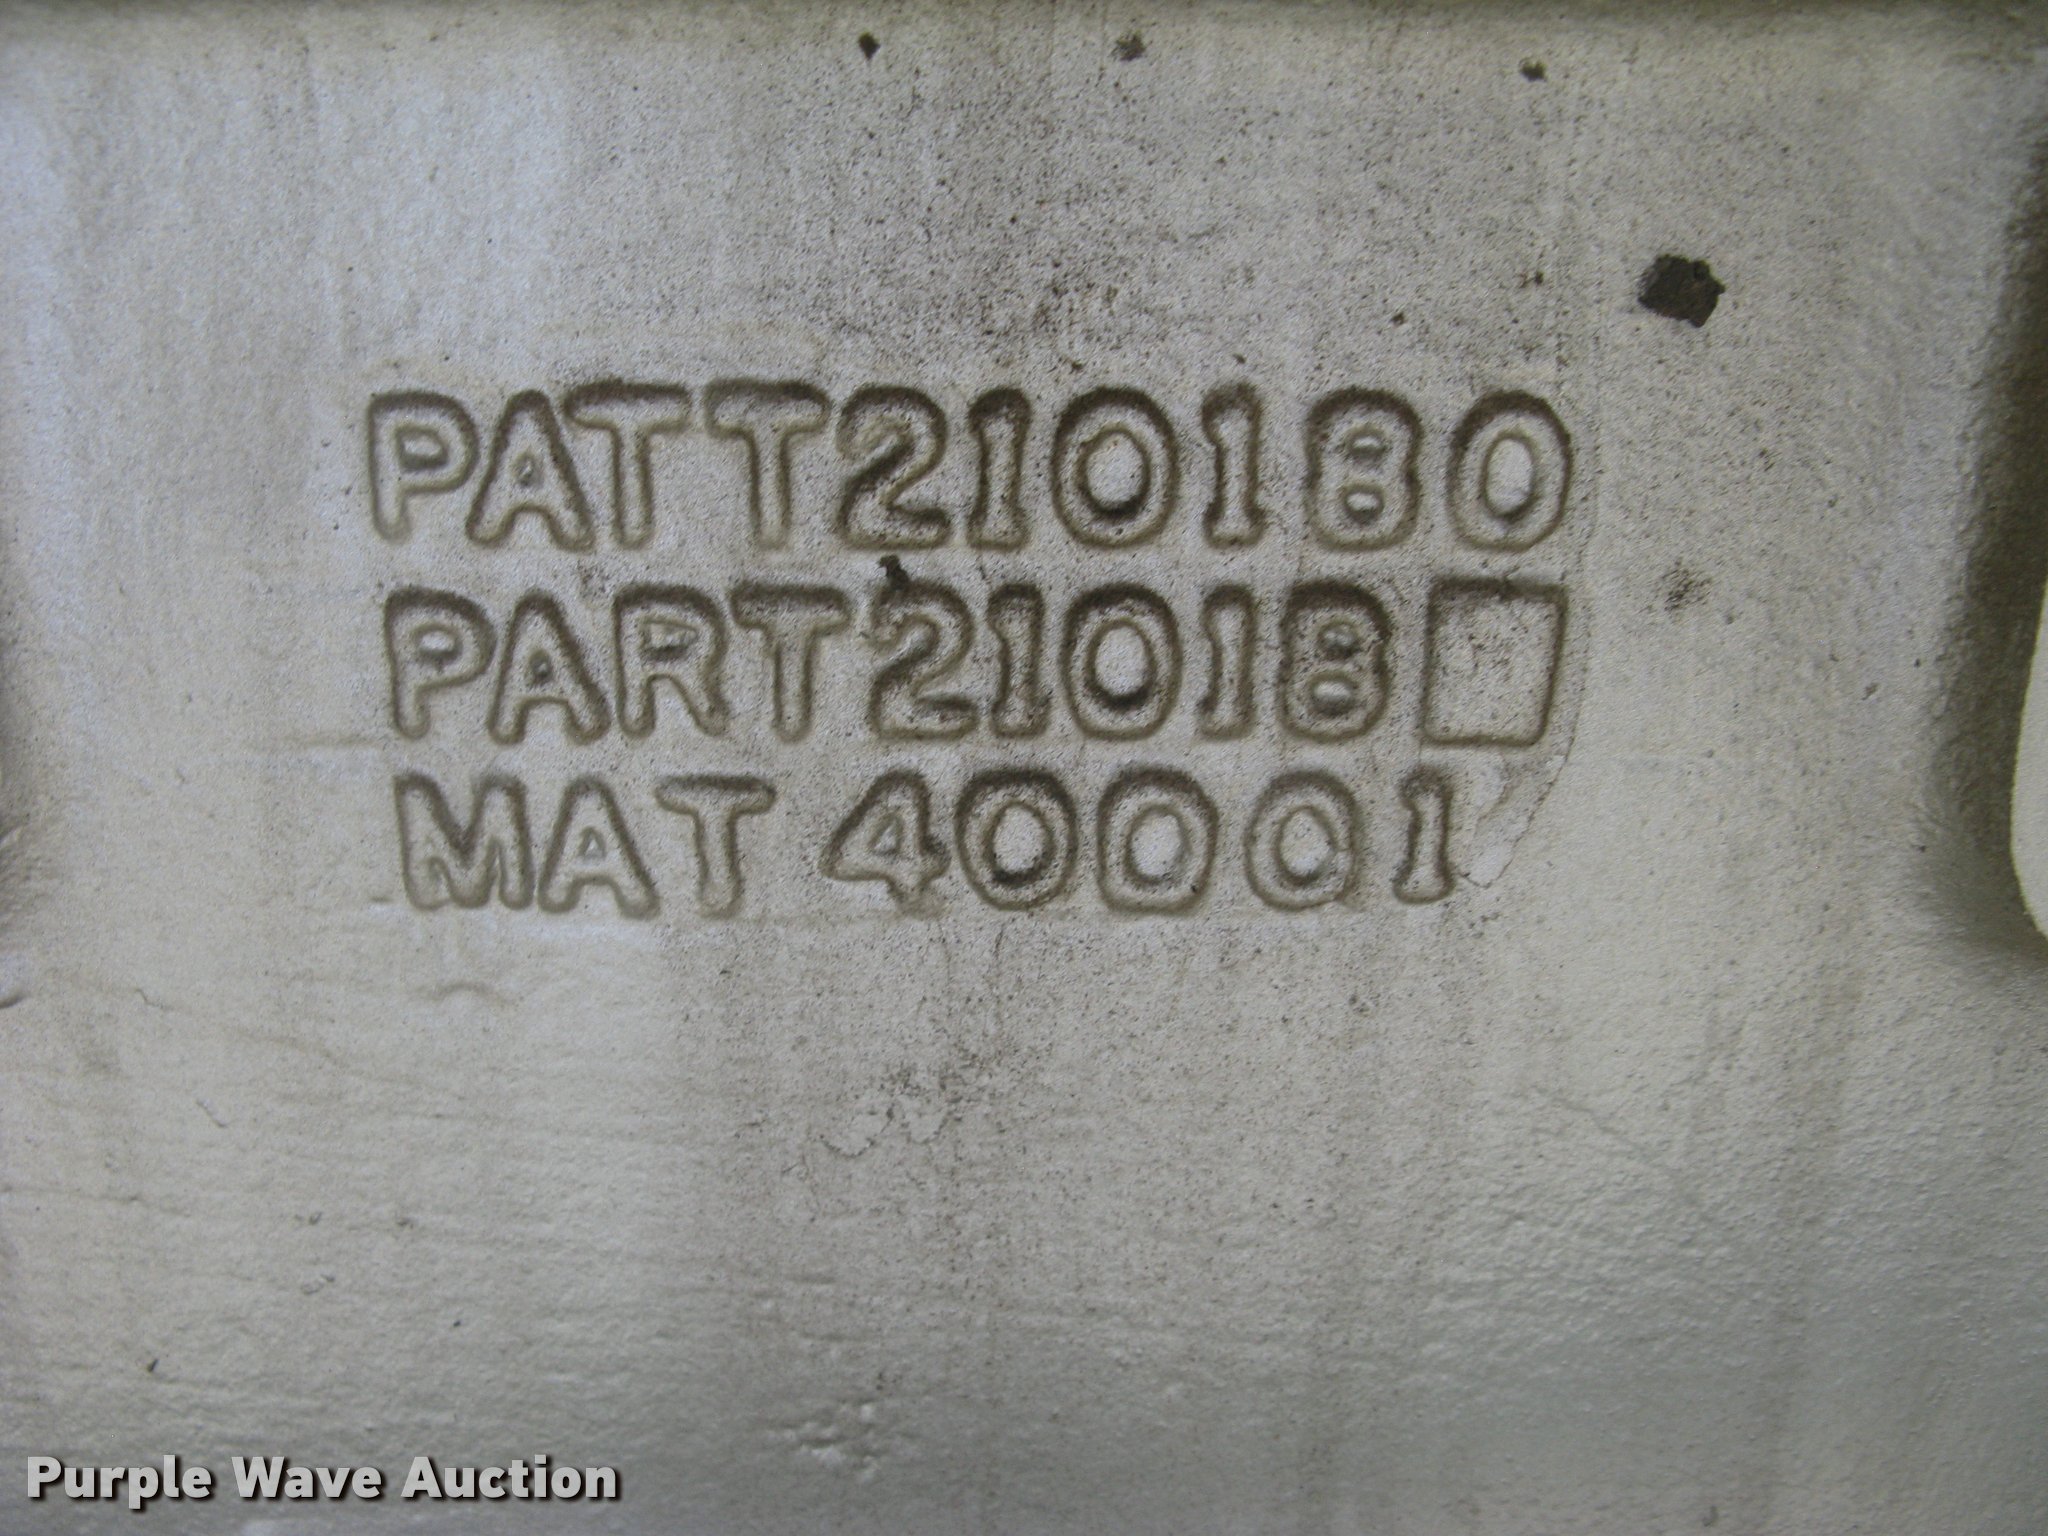 PATT210180
PART21018
MAT 40001
Purple Wave Auction